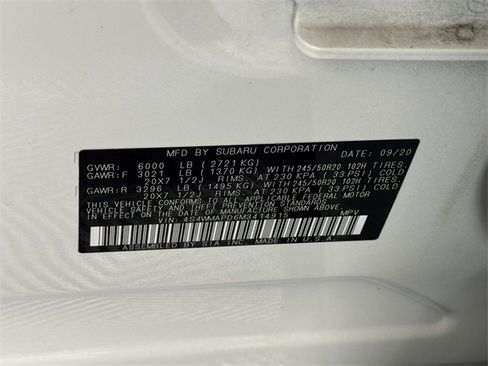 MFD BY SUBARU CORPORATION DATE: 09/20
GVWR: 6000 LB ( 2721 KG)
GAWR:F 3021 LB ( 1370 KG) WITH 245/50R20 102H TIRES,
20X7 1/2J RIMS, AT 230 KPA ( 33 PSI) COLD
GAWR:R 3296 LB ( 1495 KG) WITH 245/50R20 102H TIRES,
20X7 1/2J RIMS, AT 230 KPA ( 33 PSI) COLD
THIS VEHICLE CONFORMS TO ALL APPLICABLE FEDERAL MOTOR
VEHICLE SAFETY, BUMPER, AND THEFT PREVENTION STANDARDS
IN EFFECT ON THE DATE OF MANUFACTURE SHOWN ABOVE.
VIN. 4S4WMAPD6M3414915 MPV
ASSEMBLED BY SIA INC. MADE IN U.S.A.